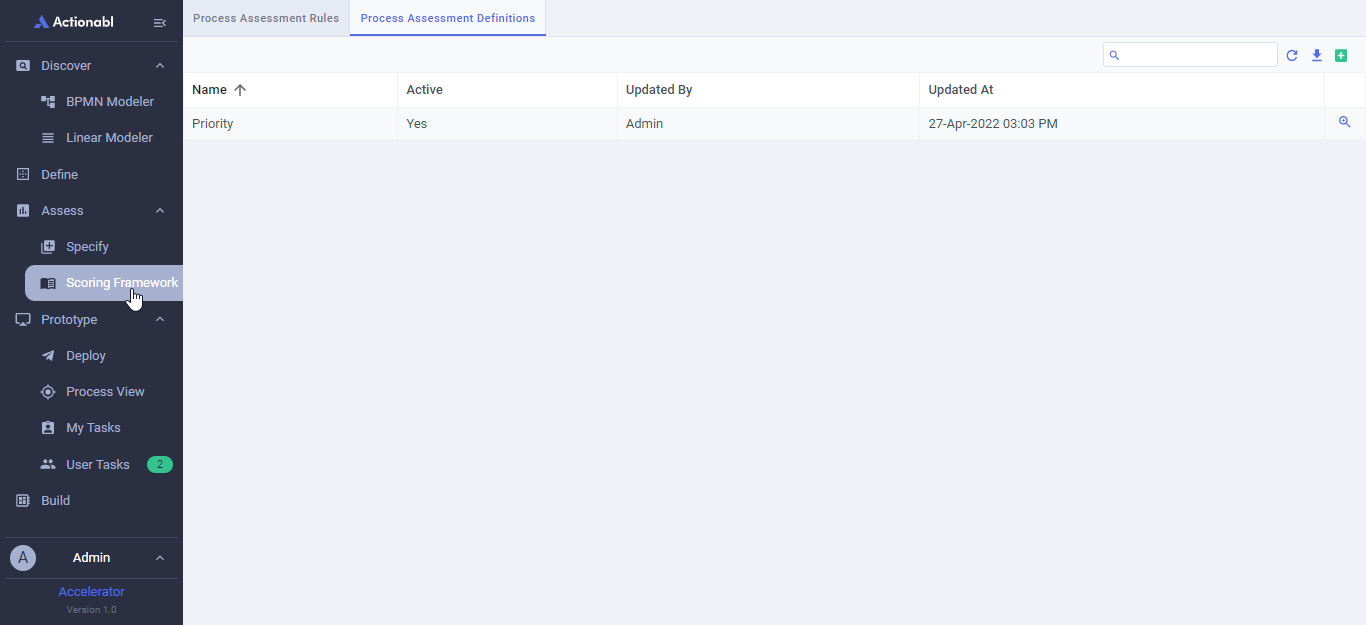 Actionabl
Discover
BPMN Modeler
Linear Modeler
Define
Assess
Specify
Scoring Framework
Prototype
Deploy
Process View
My Tasks
User Tasks 2
Build
A Admin
Accelerator
Version 1.0
Process Assessment Rules Process Assessment Definitions
Name Active Updated By Updated At
Priority Yes Admin 27-Apr-2022 03:03 PM